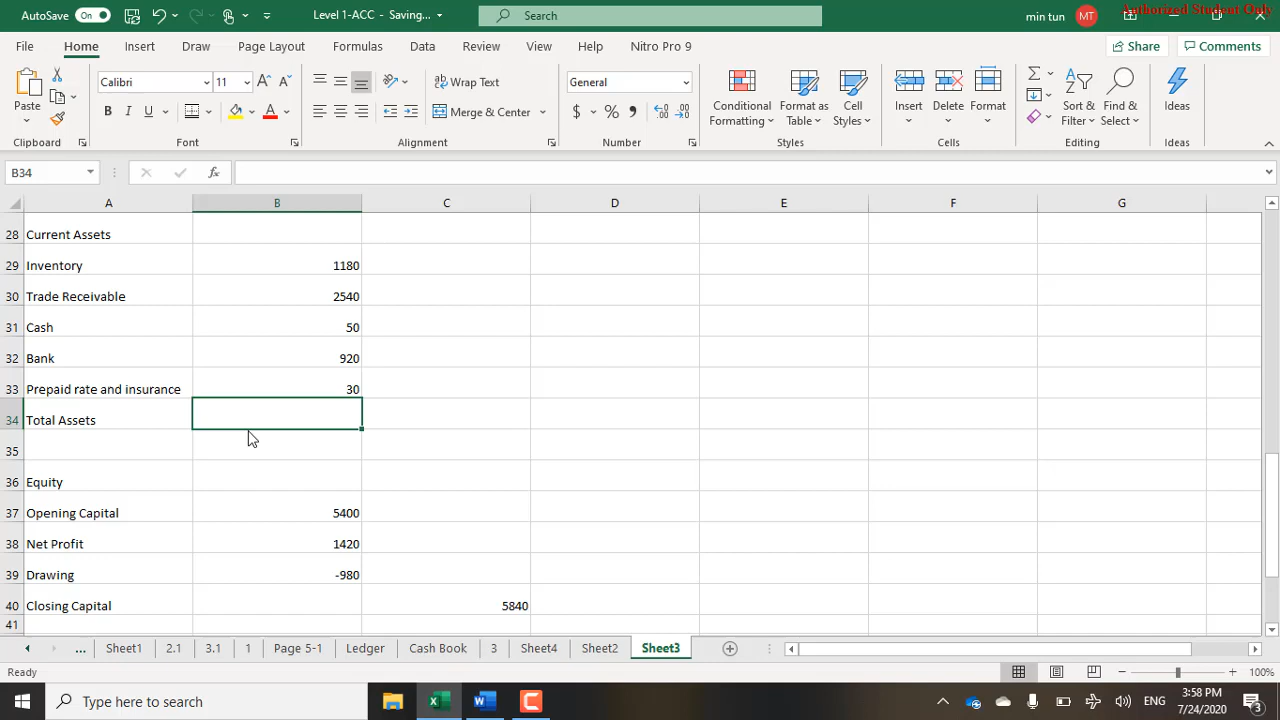 AutoSave On Level 1-ACC - Saving... Search min tun MT
Authorized Student Only
File Home Insert Draw Page Layout Formulas Data Review View Help Nitro Pro 9 Share Comments
Paste Calibri 11 Wrap Text General Conditional Formatting Format as Table Cell Styles Insert Delete Format Sort & Filter Find & Select Ideas
B I U A Merge & Center $ % ,
Clipboard Font Alignment Number Styles Cells Editing Ideas
B34 fx
A B C D E F G
28 Current Assets
29 Inventory 1180
30 Trade Receivable 2540
31 Cash 50
32 Bank 920
33 Prepaid rate and insurance 30
34 Total Assets
35
36 Equity
37 Opening Capital 5400
38 Net Profit 1420
39 Drawing -980
40 Closing Capital 5840
41
... Sheet1 2.1 3.1 1 Page 5-1 Ledger Cash Book 3 Sheet4 Sheet2 Sheet3
Ready 100%
Type here to search ENG 3:58 PM
7/24/2020 3